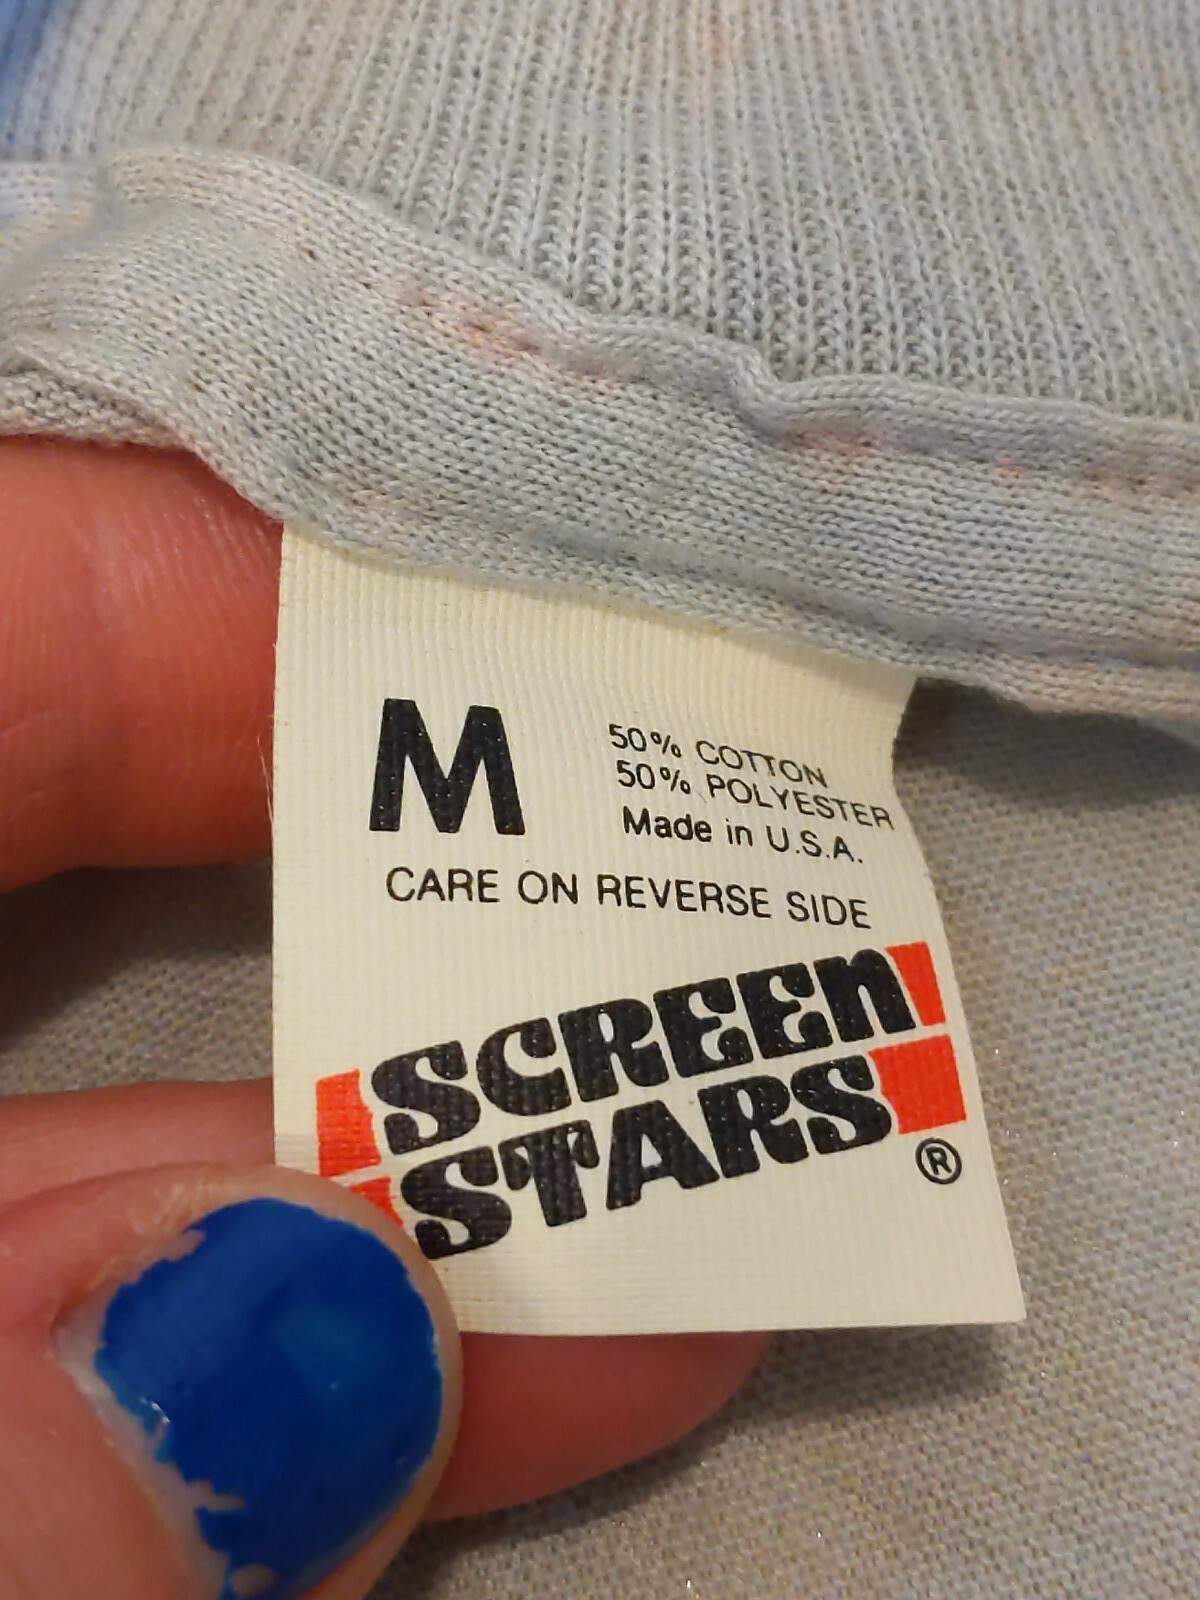 M
50% COTTON
50% POLYESTER
Made in U.S.A.
CARE ON REVERSE SIDE
SCREEn
STARS
®